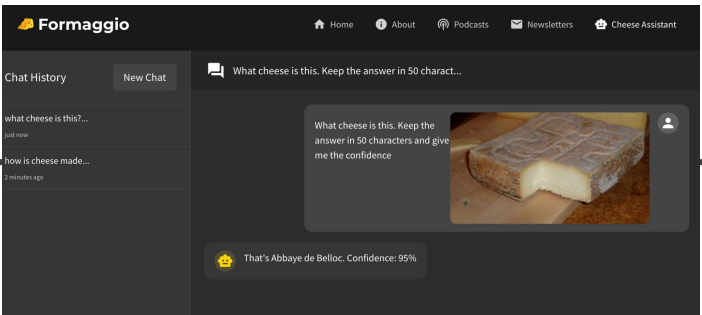 Formaggio
Home
About
Podcasts
Newsletters
Cheese Assistant
Chat History
New Chat
what cheese is this?...
just now
how is cheese made...
2 minutes ago
What cheese is this. Keep the answer in 50 charact...
What cheese is this. Keep the
answer in 50 characters and give
me the confidence
That's Abbaye de Belloc. Confidence: 95%